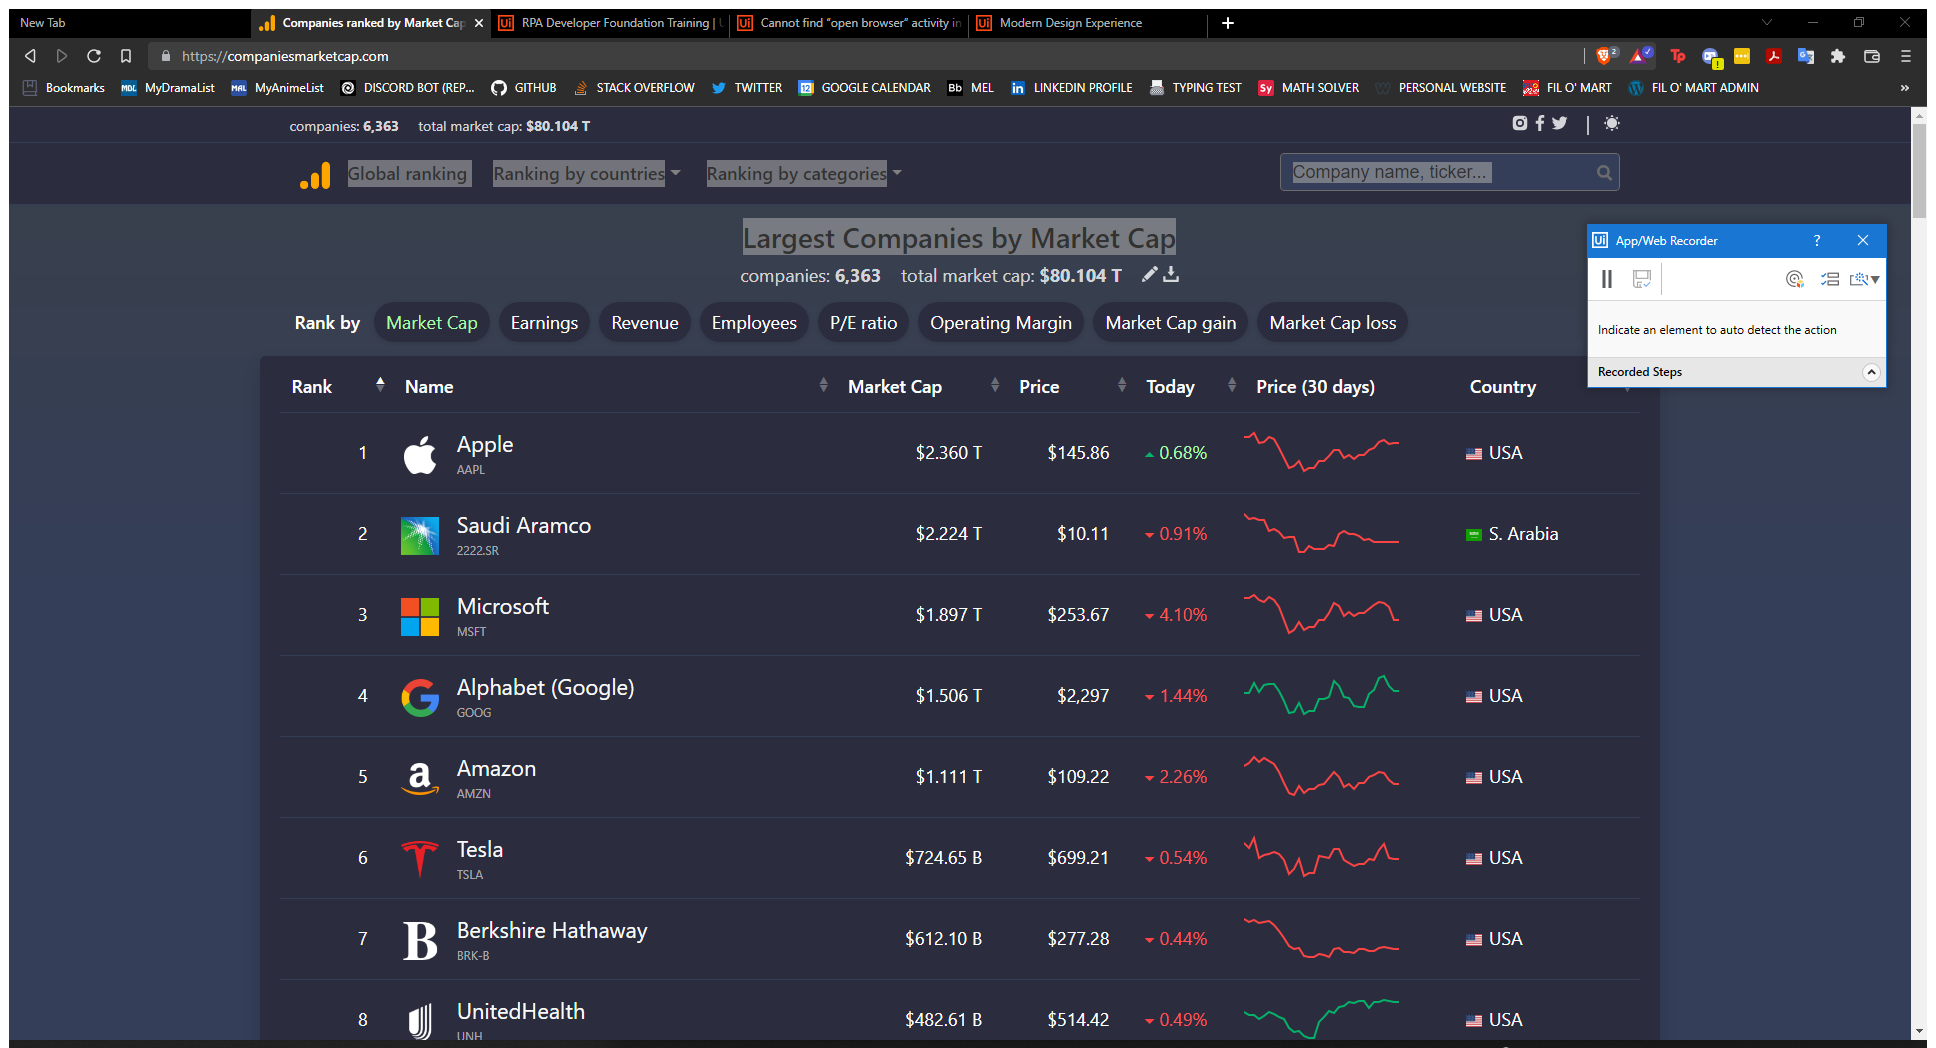 New Tab
Companies ranked by Market Cap
RPA Developer Foundation Training | U
Cannot find "open browser" activity in
Modern Design Experience
https://companiesmarketcap.com
Bookmarks MyDramaList MyAnimeList DISCORD BOT (REP... GITHUB STACK OVERFLOW TWITTER GOOGLE CALENDAR MEL LINKEDIN PROFILE TYPING TEST MATH SOLVER PERSONAL WEBSITE FIL O' MART FIL O' MART ADMIN »
companies: 6,363 total market cap: $80.104 T
Global ranking Ranking by countries Ranking by categories Company name, ticker...
Largest Companies by Market Cap
companies: 6,363 total market cap: $80.104 T
App/Web Recorder ?
Indicate an element to auto detect the action
Recorded Steps
Rank by Market Cap Earnings Revenue Employees P/E ratio Operating Margin Market Cap gain Market Cap loss
Rank Name Market Cap Price Today Price (30 days) Country
1 Apple $2.360 T $145.86 0.68% USA
AAPL
2 Saudi Aramco $2.224 T $10.11 0.91% S. Arabia
2222.SR
3 Microsoft $1.897 T $253.67 4.10% USA
MSFT
4 Alphabet (Google) $1.506 T $2,297 1.44% USA
GOOG
5 Amazon $1.111 T $109.22 2.26% USA
AMZN
6 Tesla $724.65 B $699.21 0.54% USA
TSLA
7 Berkshire Hathaway $612.10 B $277.28 0.44% USA
BRK-B
8 UnitedHealth $482.61 B $514.42 0.49% USA
UNH